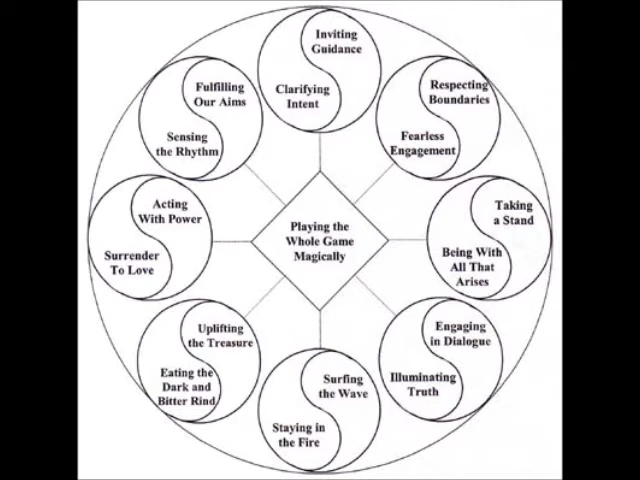 Inviting
Guidance
Clarifying
Intent
Respecting
Boundaries
Fearless
Engagement
Taking
a Stand
Being With
All That
Arises
Engaging
in Dialogue
Illuminating
Truth
Surfing
the Wave
Staying in
the Fire
Uplifting
the Treasure
Eating the
Dark and
Bitter Rind
Acting
With Power
Surrender
To Love
Fulfilling
Our Aims
Sensing
the Rhythm
Playing the
Whole Game
Magically